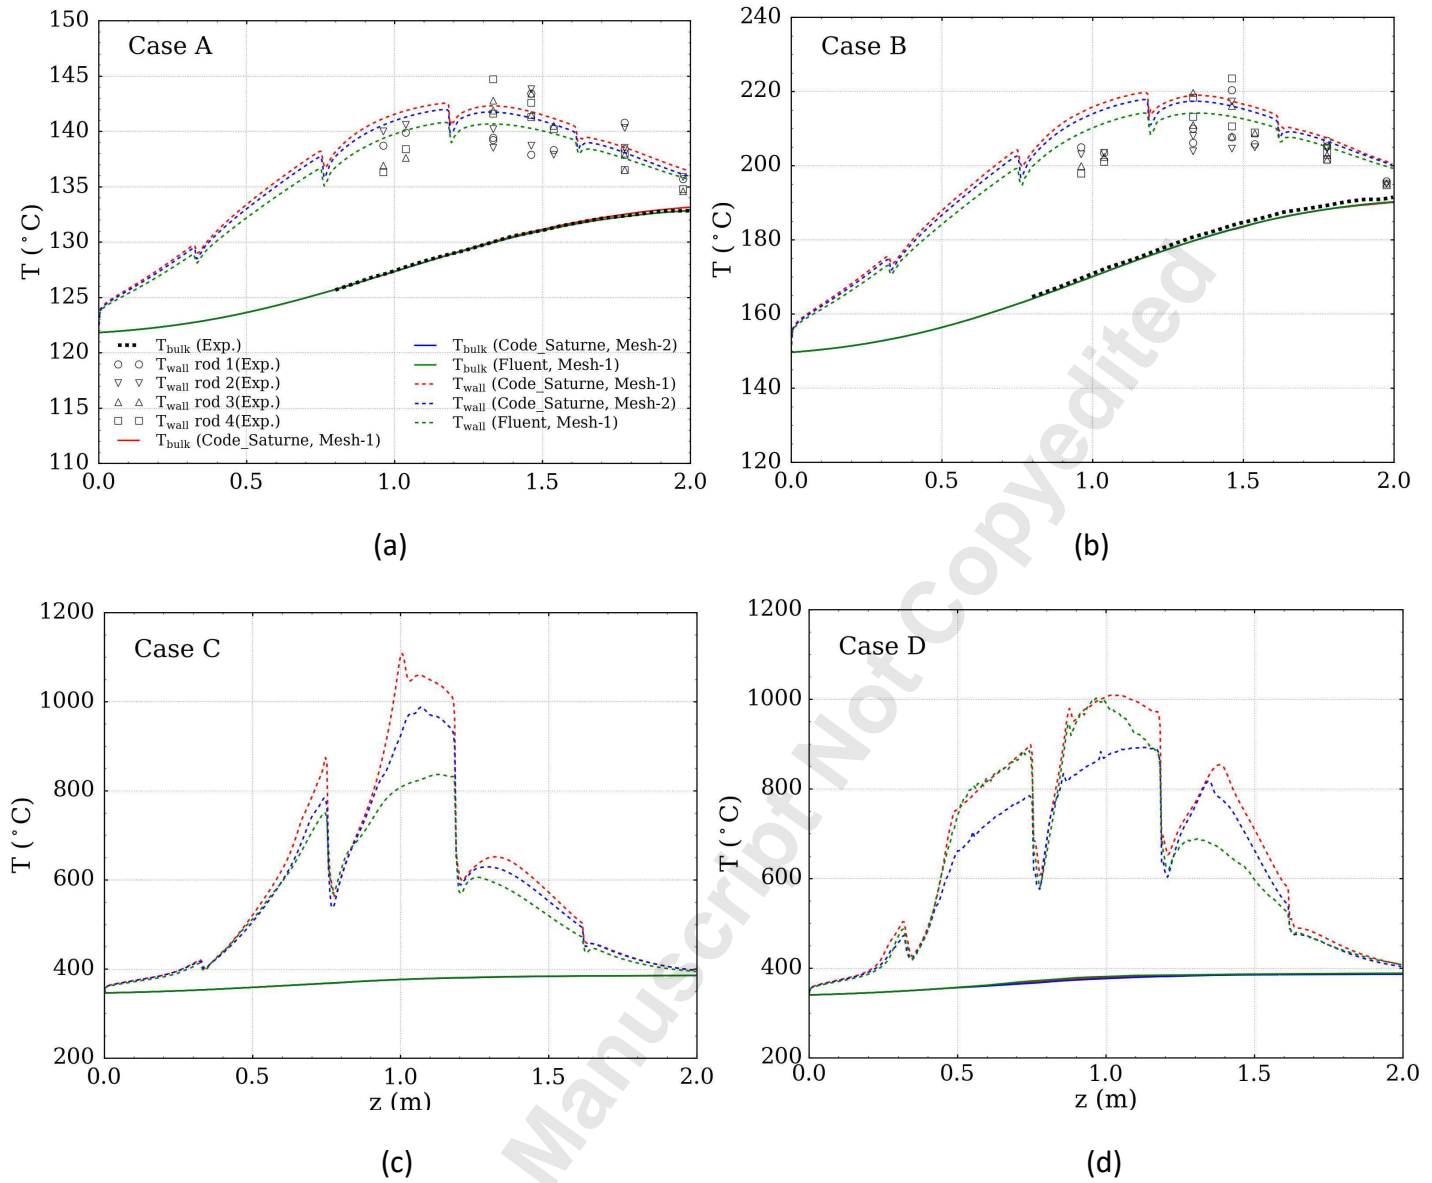 150
145
140
135
130
125
120
115
110
T (°C)
Case A
T_bulk (Exp.)
T_wall rod 1(Exp.)
T_wall rod 2(Exp.)
T_wall rod 3(Exp.)
T_wall rod 4(Exp.)
T_bulk (Code_Saturne, Mesh-1)
T_bulk (Code_Saturne, Mesh-2)
T_bulk (Fluent, Mesh-1)
T_wall (Code_Saturne, Mesh-1)
T_wall (Code_Saturne, Mesh-2)
T_wall (Fluent, Mesh-1)
0.0 0.5 1.0 1.5 2.0
(a)
240
220
200
180
160
140
120
T (°C)
Case B
0.0 0.5 1.0 1.5 2.0
(b)
1200
1000
800
600
400
200
T (°C)
Case C
0.0 0.5 1.0 1.5 2.0
z (m)
(c)
1200
1000
800
600
400
200
T (°C)
Case D
0.0 0.5 1.0 1.5 2.0
z (m)
(d)
Manuscript Not Copyedited